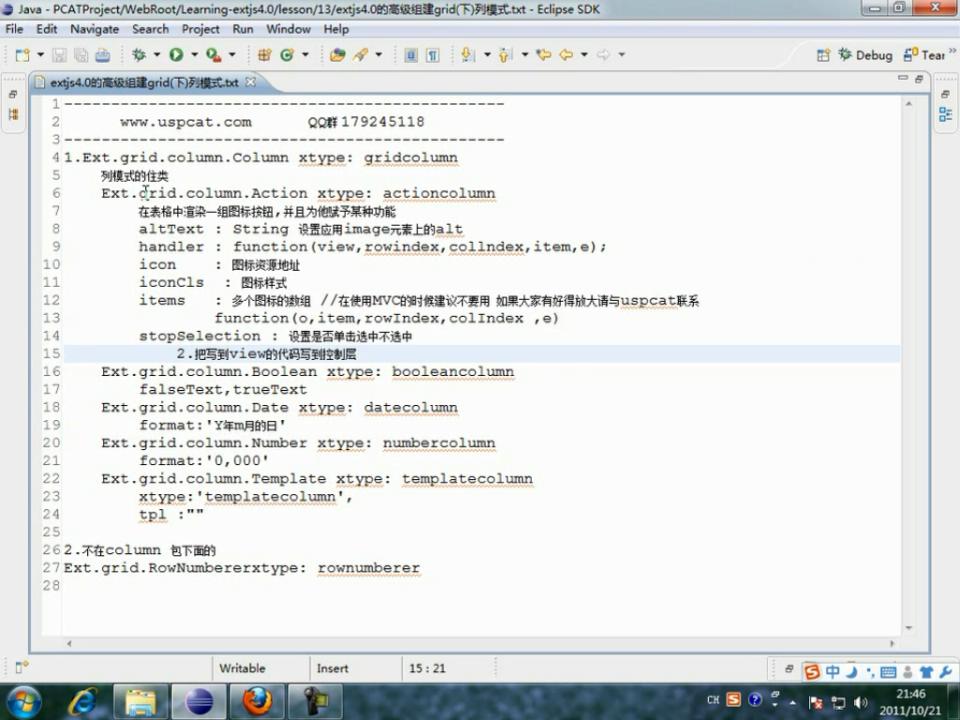 Java - PCATProject/WebRoot/Learning-extjs4.0/lesson/13/extjs4.0的高级组建grid(下)列模式.txt - Eclipse SDK
File Edit Navigate Search Project Run Window Help
Debug Tear
extjs4.0的高级组建grid(下)列模式.txt
1 -----------------------------------------------
2 www.uspcat.com QQ群179245118
3 -----------------------------------------------
4 1.Ext.grid.column.Column xtype: gridcolumn
5 列模式的住类
6 Ext.grid.column.Action xtype: actioncolumn
7 在表格中渲染一组图标按钮,并且为他赋予某种功能
8 altText : String 设置应用image元素上的alt
9 handler : function(view,rowindex,collndex,item,e);
10 icon : 图标资源地址
11 iconCls : 图标样式
12 items : 多个图标的数组 //在使用MVC的时候建议不要用 如果大家有好得放大请与uspcat联系
13 function(o,item,rowIndex,colIndex ,e)
14 stopSelection : 设置是否单击选中不选中
15 2.把写到view的代码写到控制层
16 Ext.grid.column.Boolean xtype: booleancolumn
17 falseText,trueText
18 Ext.grid.column.Date xtype: datecolumn
19 format:'Y年m月的日'
20 Ext.grid.column.Number xtype: numbercolumn
21 format:'0,000'
22 Ext.grid.column.Template xtype: templatecolumn
23 xtype:'templatecolumn',
24 tpl :""
25
26 2.不在column 包下面的
27 Ext.grid.RowNumbererxtype: rownumberer
28
Writable Insert 15 : 21
中
CH
21:46
2011/10/21